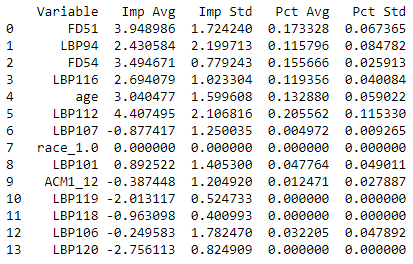 Variable Imp Avg Imp Std Pct Avg Pct Std
0 FD51 3.948986 1.724240 0.173328 0.067365
1 LBP94 2.430584 2.199713 0.115796 0.084782
2 FD54 3.494671 0.779243 0.155666 0.025913
3 LBP116 2.694079 1.023304 0.119356 0.040084
4 age 3.040477 1.599608 0.132880 0.059022
5 LBP112 4.407495 2.106816 0.205562 0.115330
6 LBP107 -0.877417 1.250035 0.004972 0.009265
7 race_1.0 0.000000 0.000000 0.000000 0.000000
8 LBP101 0.892522 1.405300 0.047764 0.049011
9 ACM1_12 -0.387448 1.204920 0.012471 0.027887
10 LBP119 -2.013117 0.524733 0.000000 0.000000
11 LBP118 -0.963098 0.400993 0.000000 0.000000
12 LBP106 -0.249583 1.782470 0.032205 0.047892
13 LBP120 -2.756113 0.824909 0.000000 0.000000